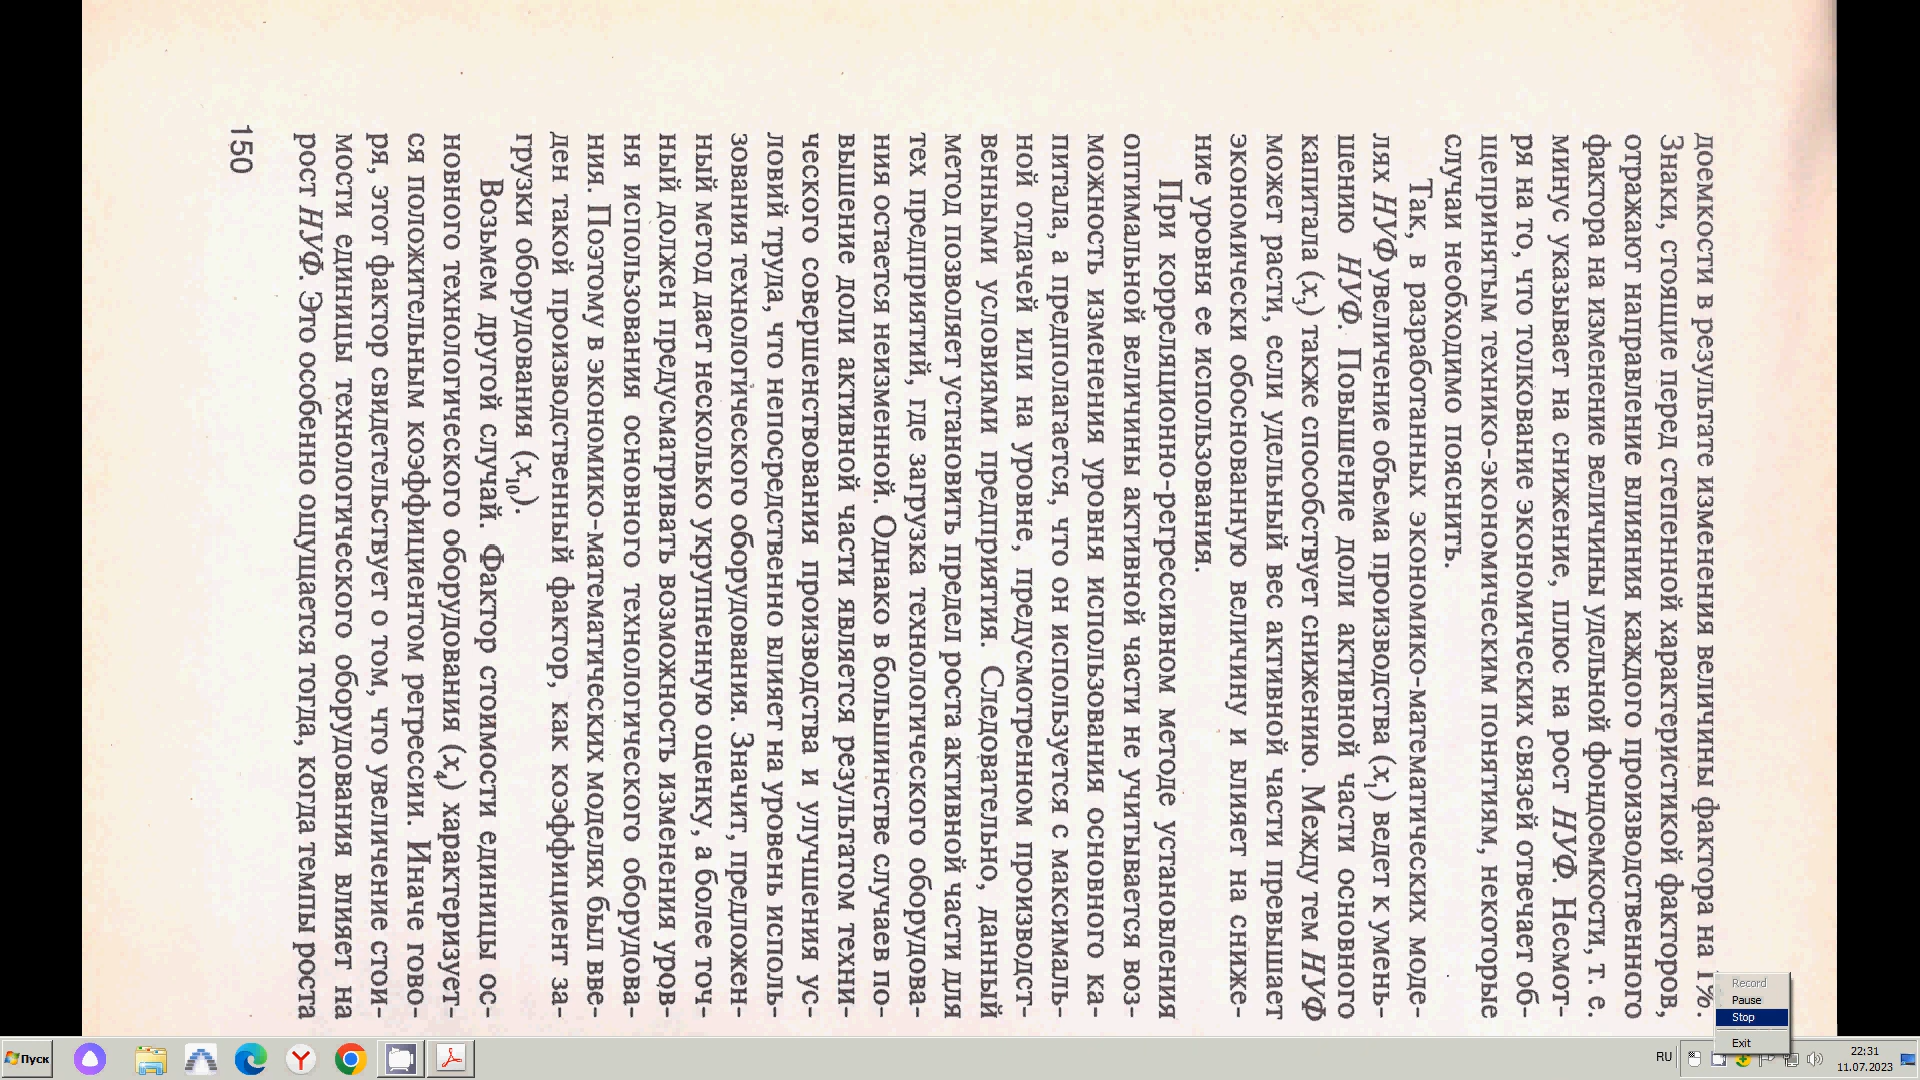 доемкости в результате изменения величины фактора на 1%.
Знаки, стоящие перед степенной характеристикой факторов,
отражают направление влияния каждого производственного
фактора на изменение величины удельной фондоемкости, т. е.
минус указывает на снижение, плюс на рост НУФ. Несмот-
ря на то, что толкование экономических связей отвечает об-
щепринятым технико-экономическим понятиям, некоторые
случаи необходимо пояснить.
Так, в разработанных экономико-математических моде-
лях НУФ увеличение объема производства (x1) ведет к умень-
шению НУФ. Повышение доли активной части основного
капитала (x3) также способствует снижению. Между тем НУФ
может расти, если удельный вес активной части превышает
экономически обоснованную величину и влияет на сниже-
ние уровня ее использования.
При корреляционно-регрессивном методе установления
оптимальной величины активной части не учитывается воз-
можность изменения уровня использования основного ка-
питала, а предполагается, что он используется с максималь-
ной отдачей или на уровне, предусмотренном производст-
венными условиями предприятия. Следовательно, данный
метод позволяет установить предел роста активной части для
тех предприятий, где загрузка технологического оборудова-
ния остается неизменной. Однако в большинстве случаев по-
вышение доли активной части является результатом техни-
ческого совершенствования производства и улучшения ус-
ловий труда, что непосредственно влияет на уровень исполь-
зования технологического оборудования. Значит, предложен-
ный метод дает несколько укрупненную оценку, а более точ-
ный должен предусматривать возможность изменения уров-
ня использования основного технологического оборудова-
ния. Поэтому в экономико-математических моделях был вве-
ден такой производственный фактор, как коэффициент за-
грузки оборудования (x10).
Возьмем другой случай. Фактор стоимости единицы ос-
новного технологического оборудования (x4) характеризует-
ся положительным коэффициентом регрессии. Иначе гово-
ря, этот фактор свидетельствует о том, что увеличение стои-
мости единицы технологического оборудования влияет на
рост НУФ. Это особенно ощущается тогда, когда темпы роста
150
Record
Pause
Stop
Exit
Пуск
RU
22:31
11.07.2023